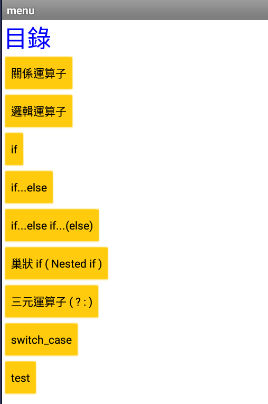 menu
目錄
關係運算子
邏輯運算子
if
if...else
if...else if...(else)
巢狀 if ( Nested if )
三元運算子 ( ? : )
switch_case
test